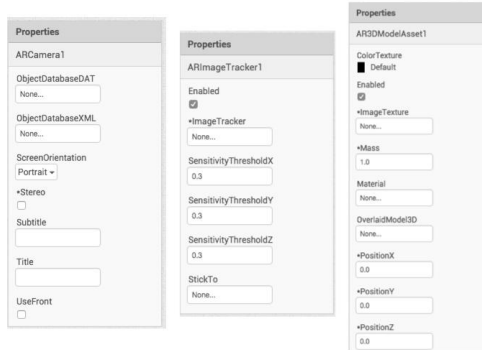 Properties
ARCamera1
ObjectDatabaseDAT
None...
ObjectDatabaseXML
None...
ScreenOrientation
Portrait
*Stereo
Subtitle
Title
UseFront
Properties
ARImageTracker1
Enabled
*ImageTracker
None...
SensitivityThresholdX
0.3
SensitivityThresholdY
0.3
SensitivityThresholdZ
0.3
StickTo
None...
Properties
AR3DModelAsset1
ColorTexture
Default
Enabled
*ImageTexture
None...
*Mass
1.0
Material
None...
OverlaidModel3D
None...
*PositionX
0.0
*PositionY
0.0
*PositionZ
0.0